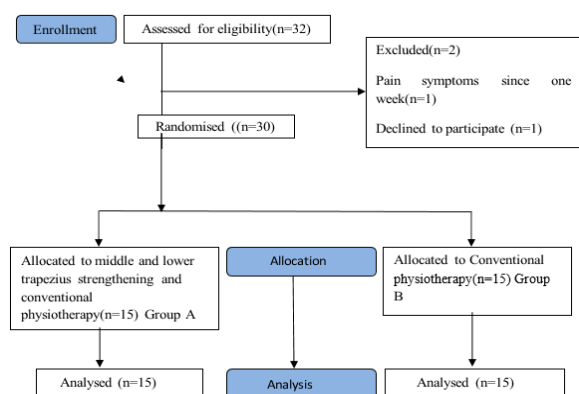 Enrollment
Assessed for eligibility(n=32)
Excluded(n=2)
Pain symptoms since one
week(n=1)
Declined to participate (n=1)
Randomised ((n=30)
Allocated to middle and lower
trapezius strengthening and
conventional
physiotherapy(n=15) Group A
Allocation
Allocated to Conventional
physiotherapy(n=15) Group
B
Analysed (n=15)
Analysis
Analysed (n=15)